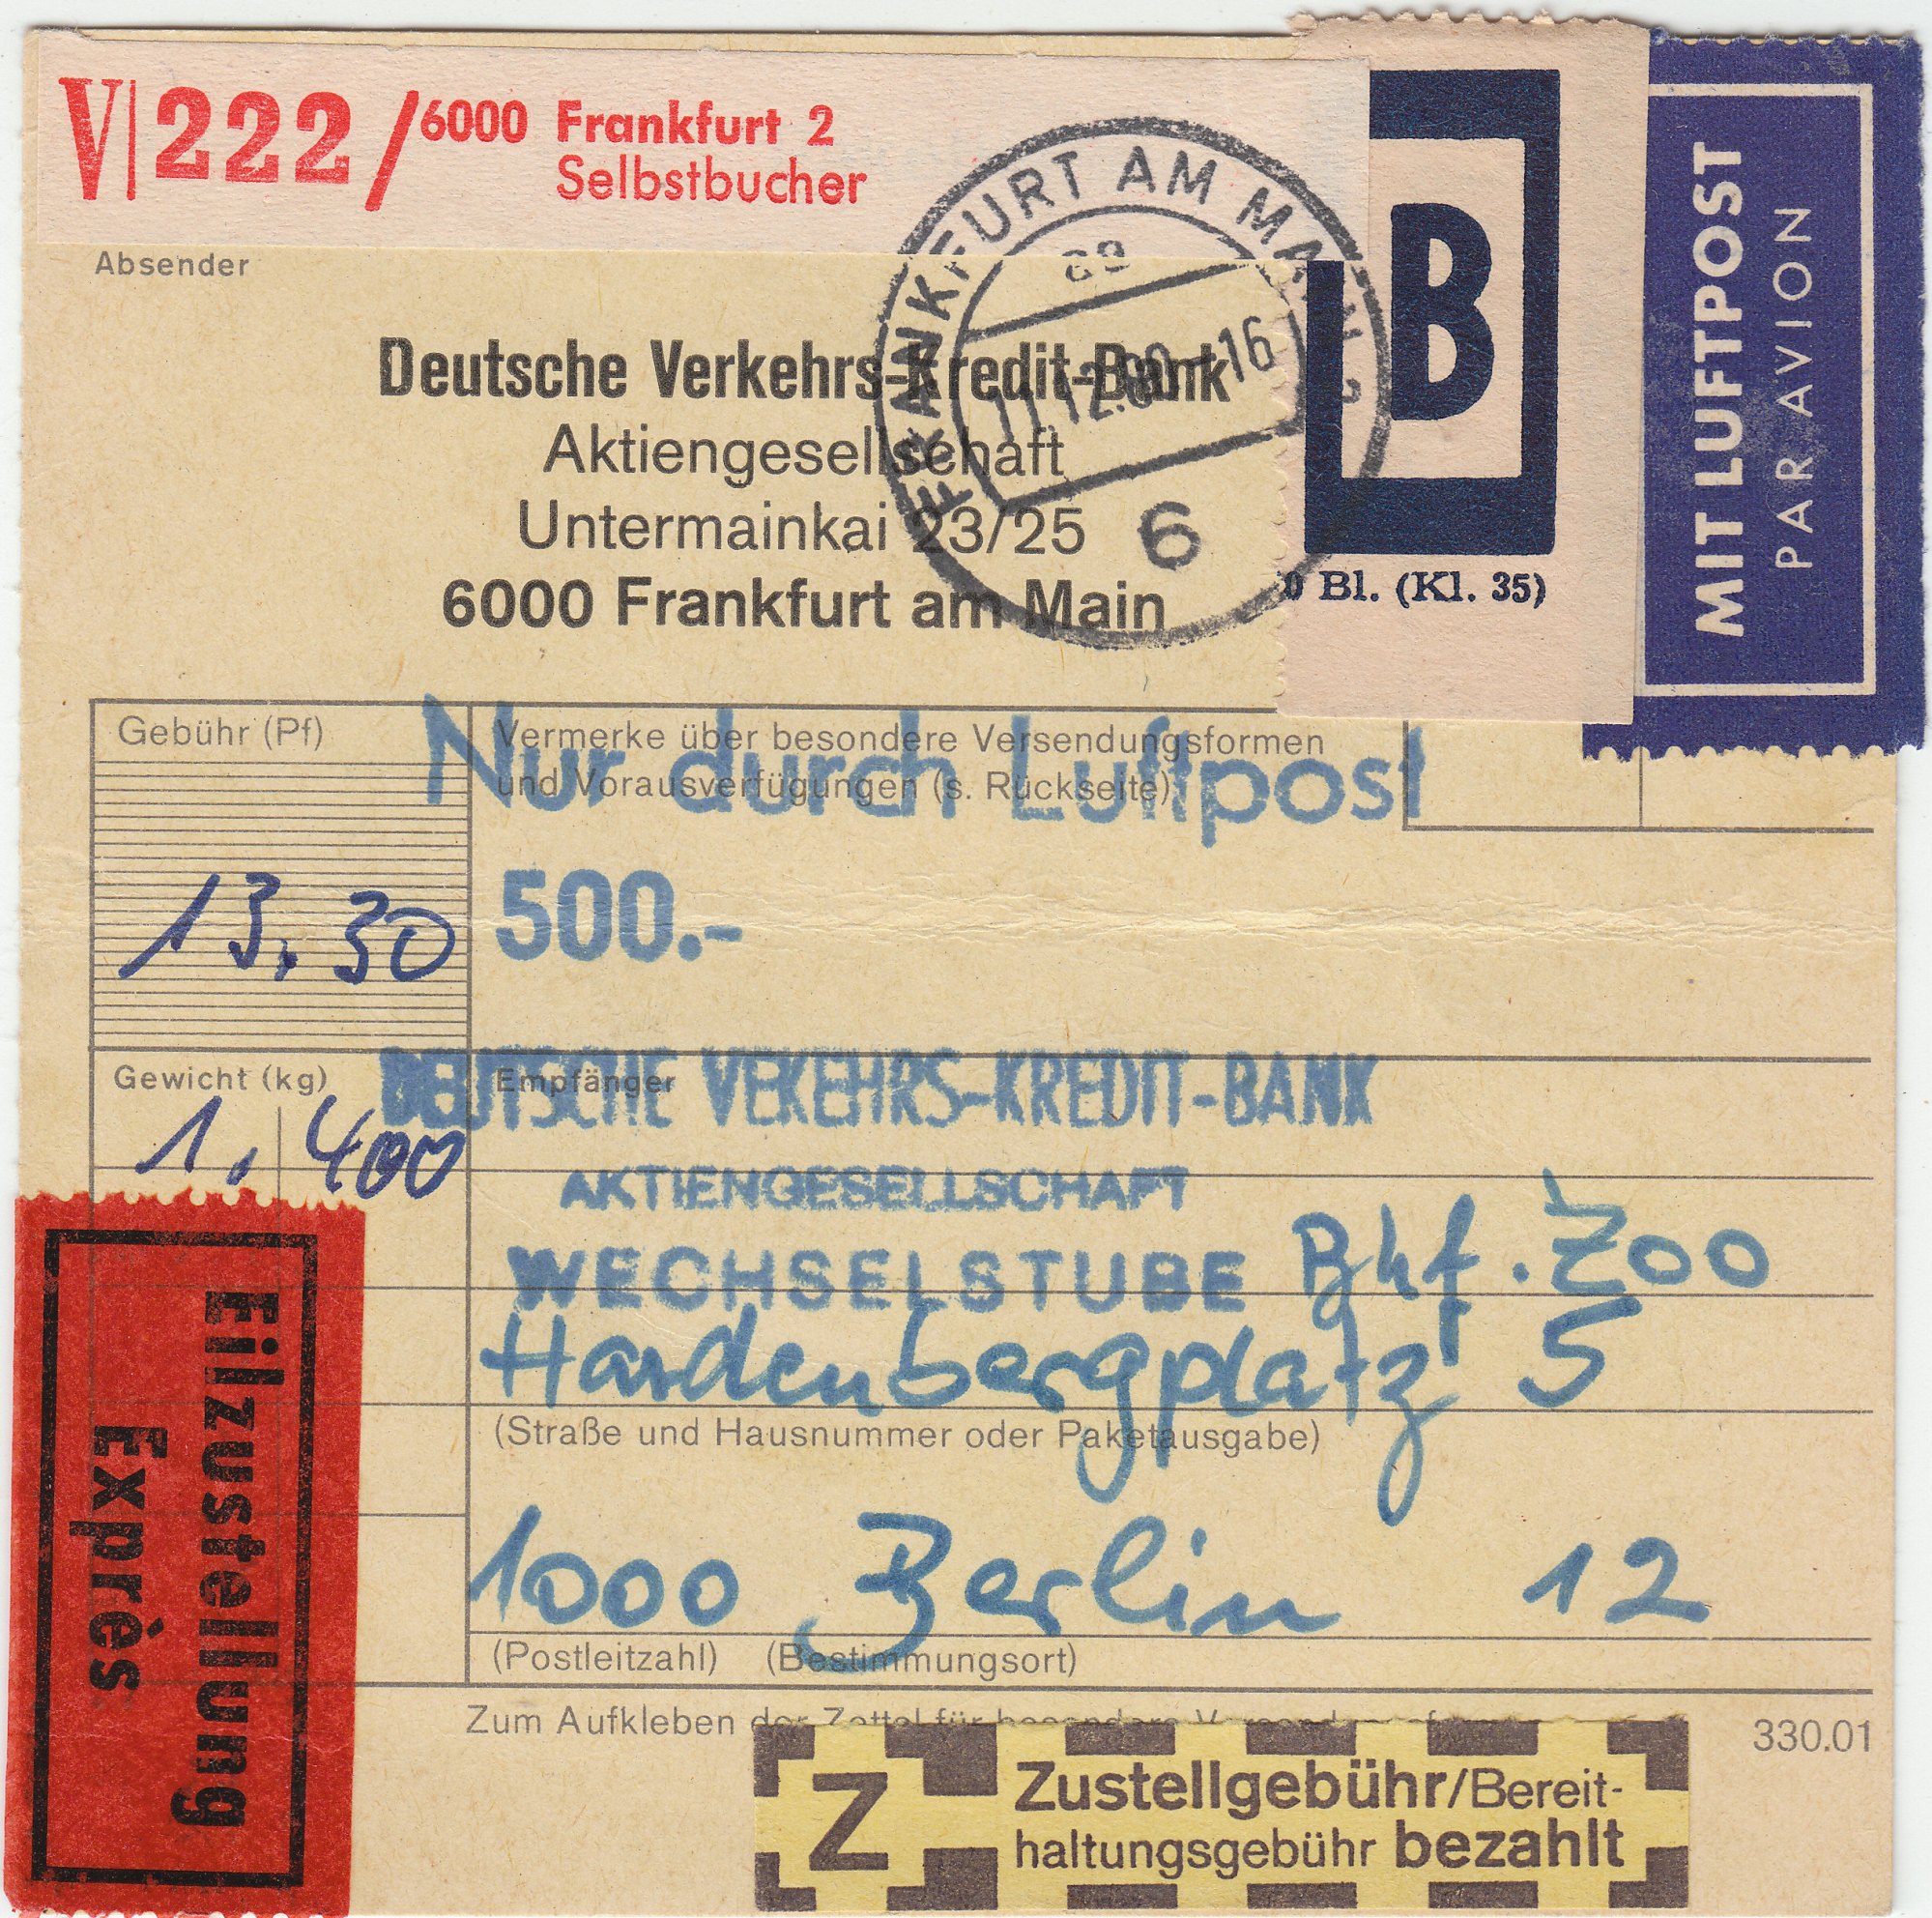 V 222 / 6000 Frankfurt 2
Selbstbucher
Absender
FRANKFURT AM MAIN 2
-16
6
B
Bl. (Kl. 35)
MIT LUFTPOST
PAR AVION
Deutsche Verkehrs-Kredit-Bank
Aktiengesellschaft
Untermainkai 23/25
6000 Frankfurt am Main
Gebühr (Pf)
13,30
Vermerke über besondere Versendungsformen
und Vorausverfügungen (s. Rückseite)
Nur durch Luftpost
500.-
Gewicht (kg)
1,400
Empfänger
DEUTSCHE VEKEHRS-KREDIT-BANK
AKTIENGESELLSCHAFT
WECHSELSTUBE Bhf. Zoo
Hardenbergplatz 5
(Straße und Hausnummer oder Paketausgabe)
1000 Berlin 12
(Postleitzahl) (Bestimmungsort)
Zum Aufkleben der Zettel für besondere
330.01
Eilzustellung
Exprès
Z
Zustellgebühr/Bereit-
haltungsgebühr bezahlt